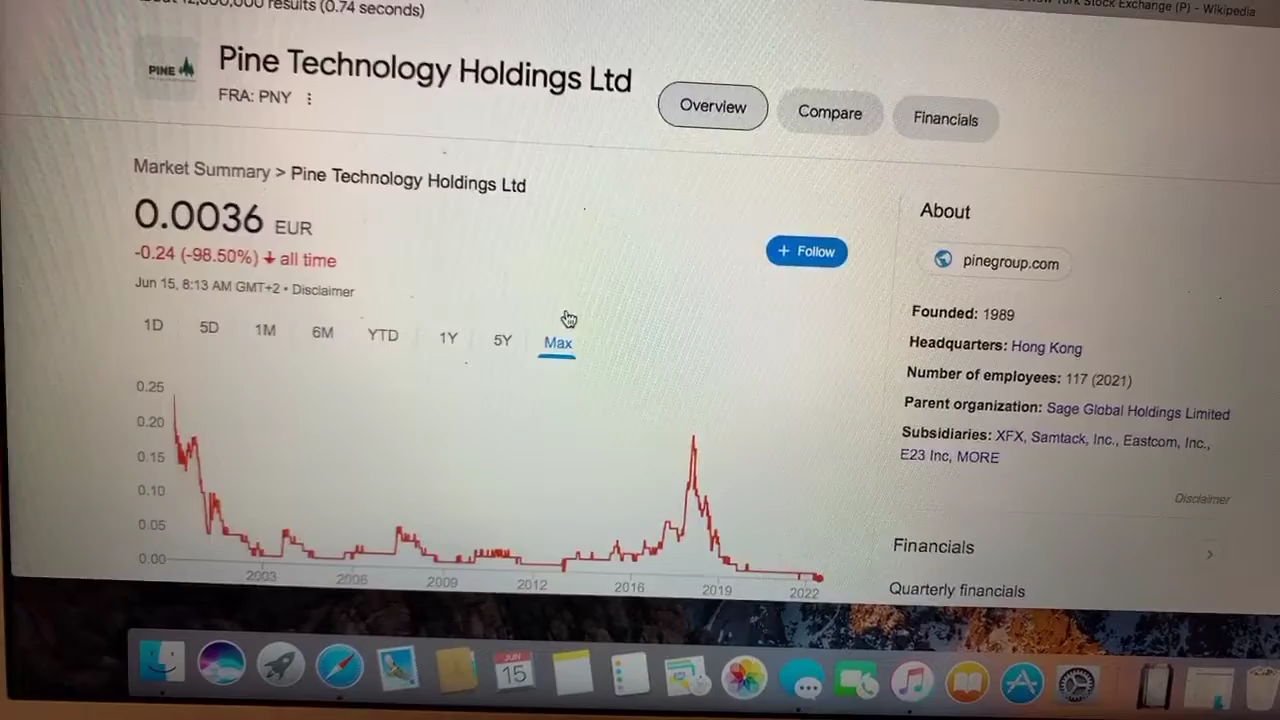 results (0.74 seconds)
Stock Exchange (P) - Wikipedia
PINE
Pine Technology Holdings Ltd
FRA: PNY
Overview
Compare
Financials
Market Summary > Pine Technology Holdings Ltd
0.0036 EUR
-0.24 (-98.50%) all time
+ Follow
Jun 15, 8:13 AM GMT+2 • Disclaimer
1D 5D 1M 6M YTD 1Y 5Y Max
0.25
0.20
0.15
0.10
0.05
0.00
2003 2006 2009 2012 2016 2019 2022
About
pinegroup.com
Founded: 1989
Headquarters: Hong Kong
Number of employees: 117 (2021)
Parent organization: Sage Global Holdings Limited
Subsidiaries: XFX, Samtack, Inc., Eastcom, Inc.,
E23 Inc, MORE
Disclaimer
Financials
Quarterly financials
JUN
15